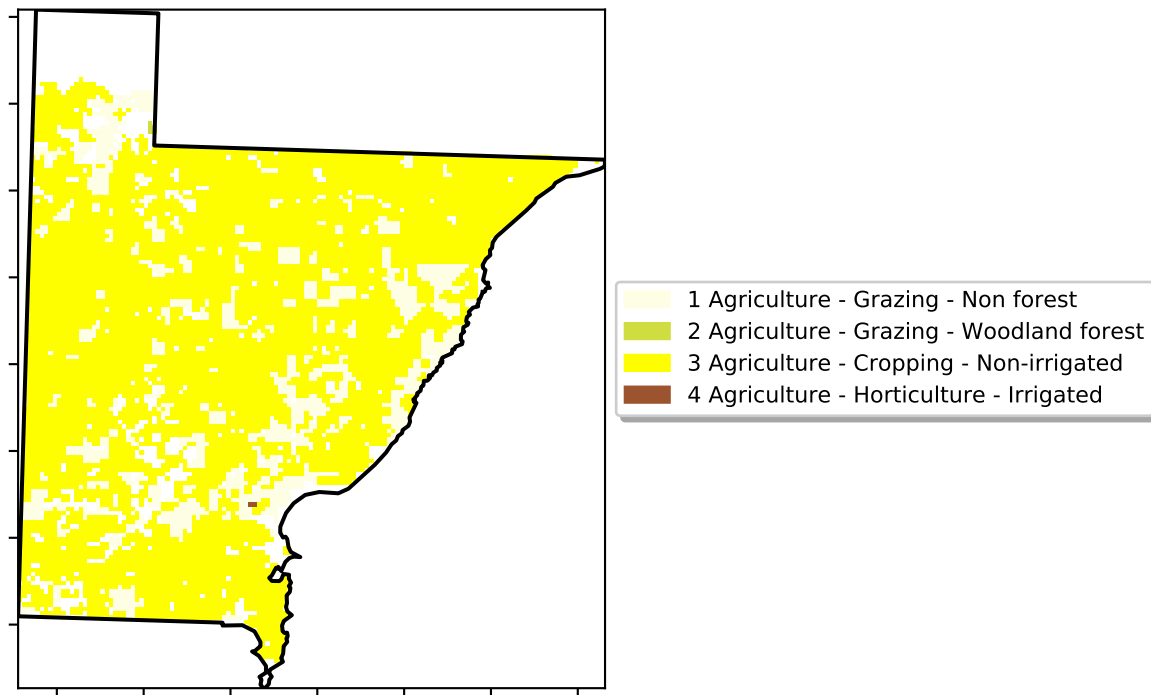 1 Agriculture - Grazing - Non forest
2 Agriculture - Grazing - Woodland forest
3 Agriculture - Cropping - Non-irrigated
4 Agriculture - Horticulture - Irrigated